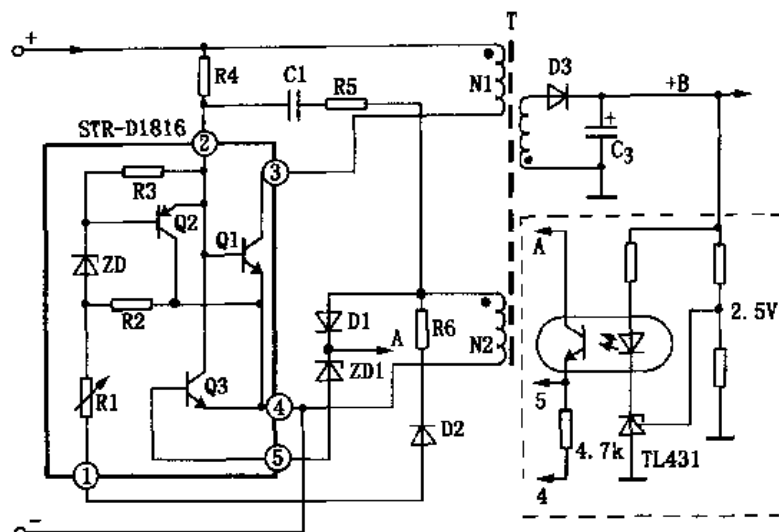 T
+
R4
C1
R5
N1
D3
+B
STR-D1816
②
③
+
C3
R3
Q2
Q1
ZD
A
R2
D1
A
R6
N2
2.5V
Q3
ZD1
R1
④
5
⑤
D2
4.7k
TL431
①
4
-